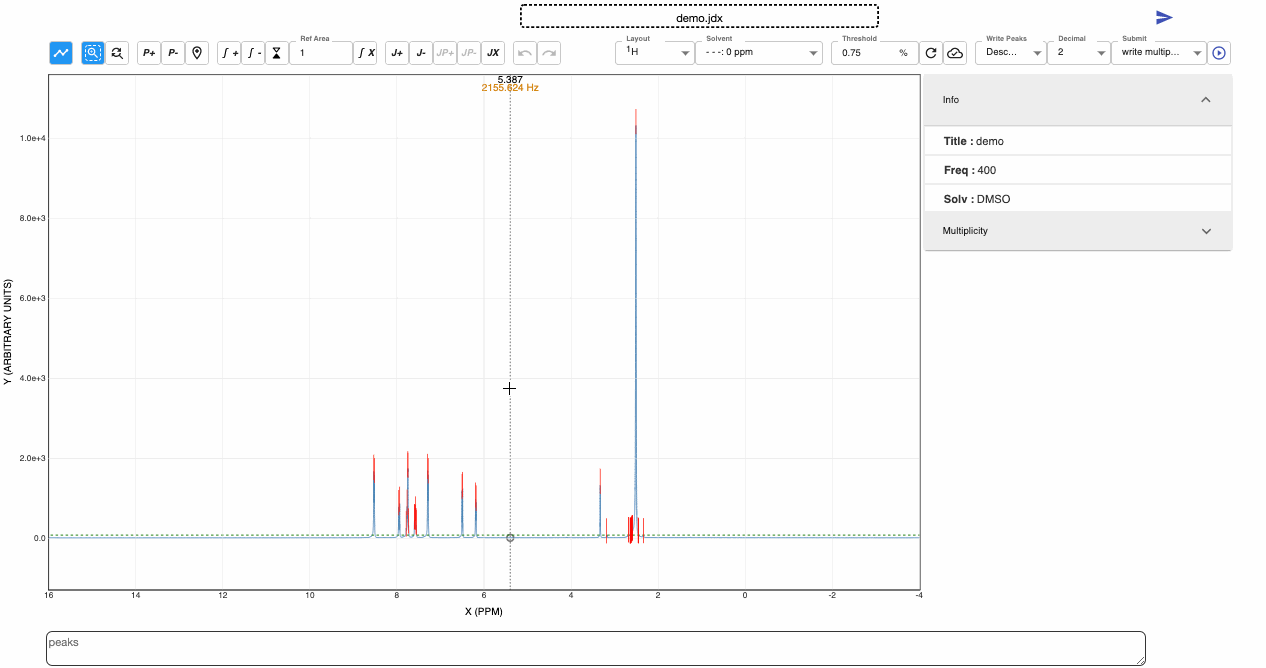 demo.jdx
Ref Area Layout Solvent Threshold Write Peaks Decimal Submit
P+ P- ∫ + ∫ - 1 ∫ X J+ J- JP+ JP- JX 1H - - -: 0 ppm 0.75 % Desc... 2 write multip...
5.387
2155.624 Hz
Info
Title : demo
Freq : 400
Solv : DMSO
Multiplicity
Y (ARBITRARY UNITS)
1.0e+4
8.0e+3
6.0e+3
4.0e+3
2.0e+3
0.0
16 14 12 10 8 6 4 2 0 -2 -4
X (PPM)
peaks